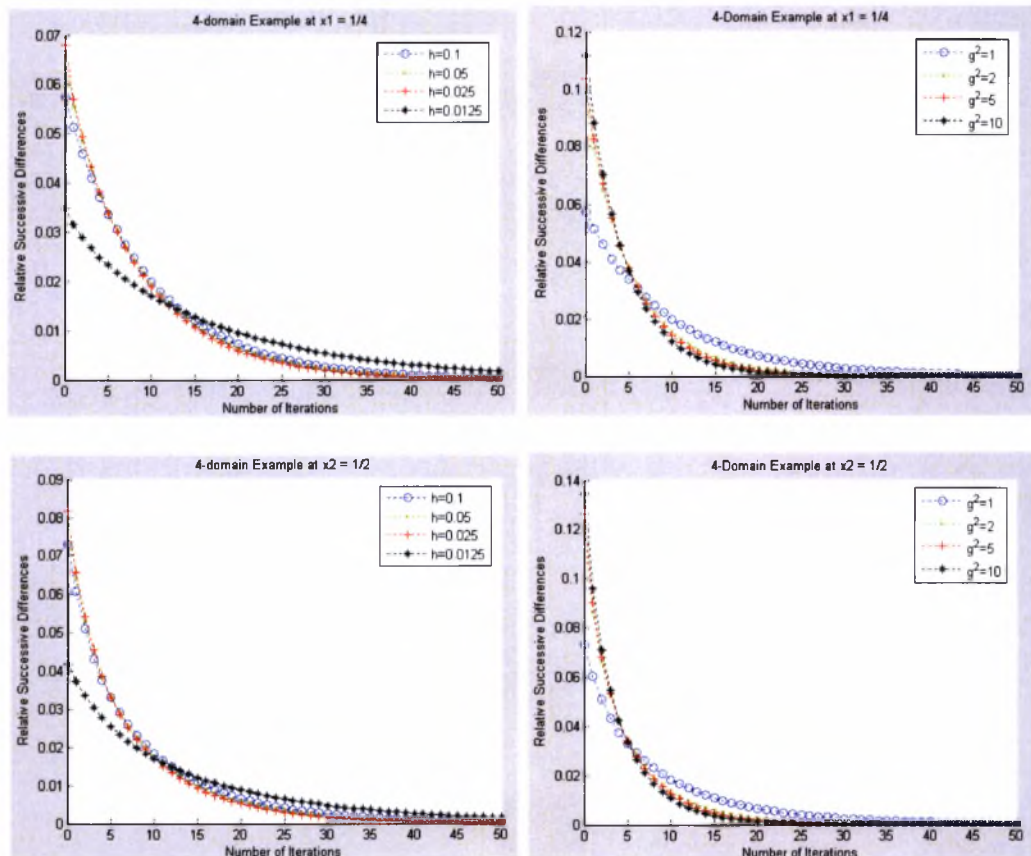 4-domain Example at x1 = 1/4
Relative Successive Differences
0.07
0.06
0.05
0.04
0.03
0.02
0.01
0
h=0.1
h=0.05
h=0.025
h=0.0125
0 5 10 15 20 25 30 35 40 45 50
Number of Iterations
4-Domain Example at x1 = 1/4
Relative Successive Differences
0.12
0.1
0.08
0.06
0.04
0.02
0
g²=1
g²=2
g²=5
g²=10
0 5 10 15 20 25 30 35 40 45 50
Number of Iterations
4-domain Example at x2 = 1/2
Relative Successive Differences
0.09
0.08
0.07
0.06
0.05
0.04
0.03
0.02
0.01
0
h=0.1
h=0.05
h=0.025
h=0.0125
0 5 10 15 20 25 30 35 40 45 50
Number of Iterations
4-Domain Example at x2 = 1/2
Relative Successive Differences
0.14
0.12
0.1
0.08
0.06
0.04
0.02
0
g²=1
g²=2
g²=5
g²=10
0 5 10 15 20 25 30 35 40 45 50
Number of Iterations